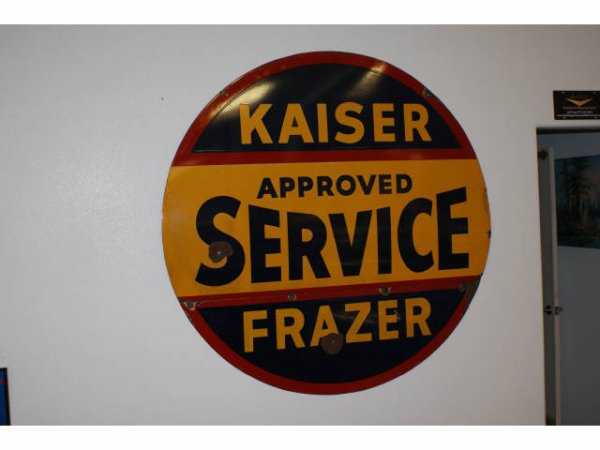 KAISER
APPROVED
SERVICE
FRAZER